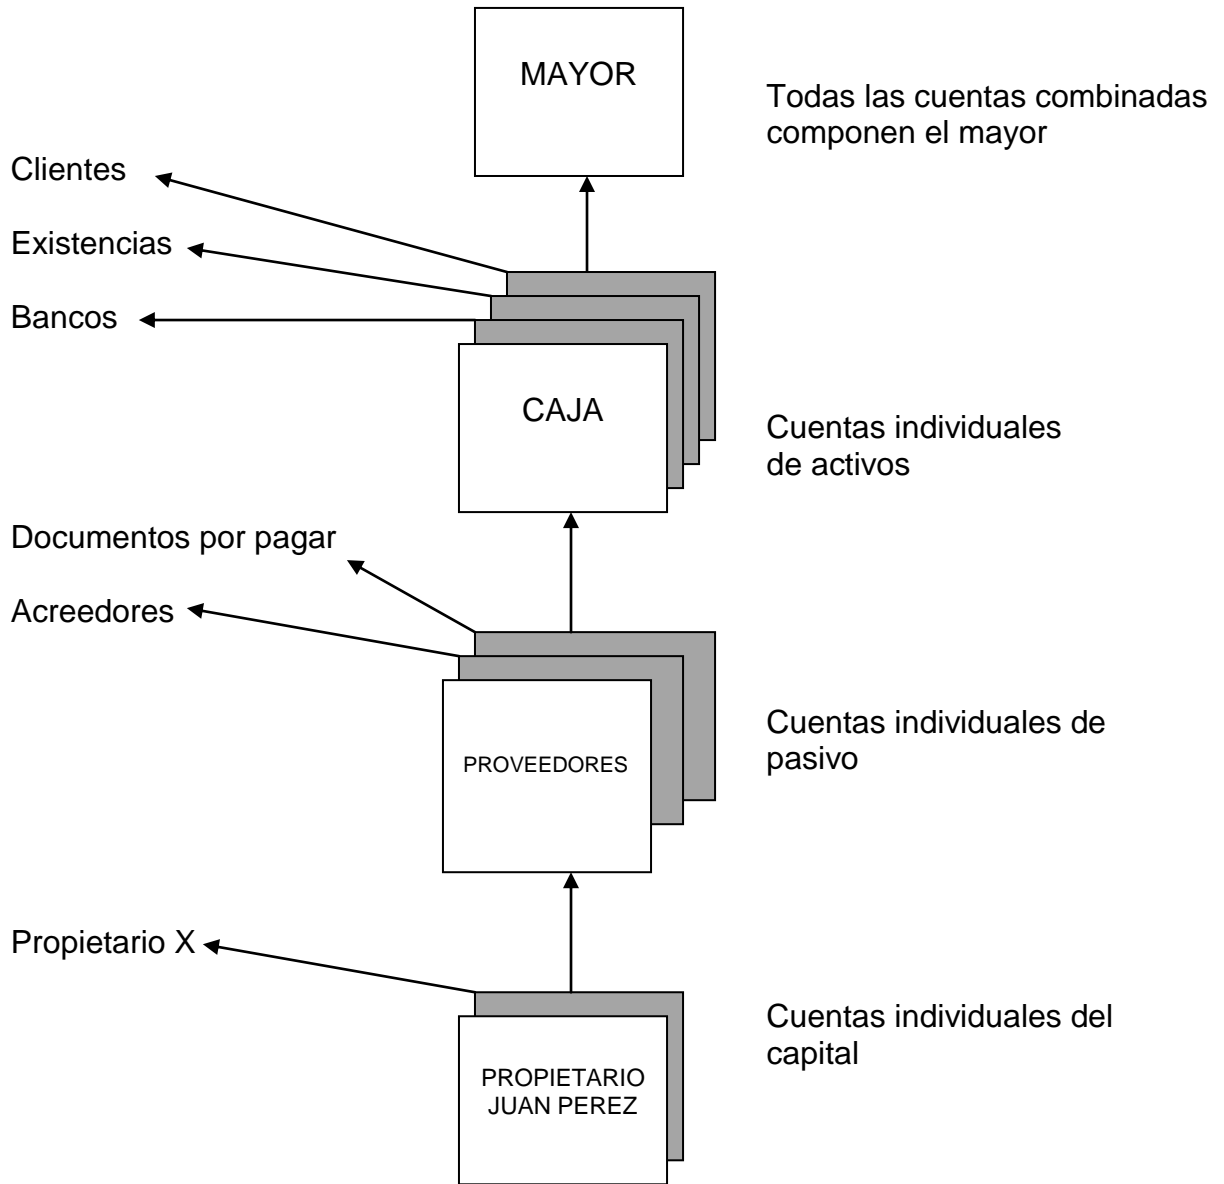 MAYOR
Todas las cuentas combinadas
componen el mayor
Clientes
Existencias
Bancos
CAJA
Cuentas individuales
de activos
Documentos por pagar
Acreedores
PROVEEDORES
Cuentas individuales de
pasivo
Propietario X
PROPIETARIO
JUAN PEREZ
Cuentas individuales del
capital